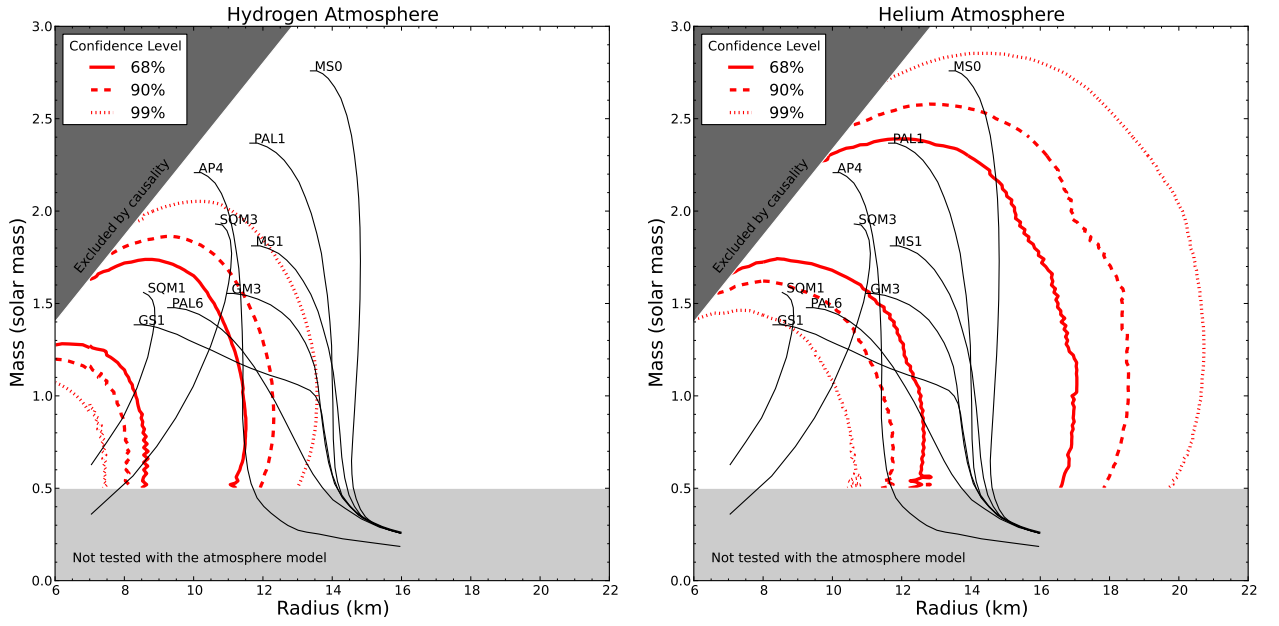 Hydrogen Atmosphere
3.0
2.5
2.0
1.5
1.0
0.5
0.0
Mass (solar mass)
Confidence Level
68%
90%
99%
Excluded by causality
MS0
PAL1
AP4
SQM3
MS1
SQM1
GM3
PAL6
GS1
Not tested with the atmosphere model
6 8 10 12 14 16 18 20 22
Radius (km)
Helium Atmosphere
3.0
2.5
2.0
1.5
1.0
0.5
0.0
Mass (solar mass)
Confidence Level
68%
90%
99%
Excluded by causality
MS0
PAL1
AP4
SQM3
MS1
SQM1
GM3
PAL6
GS1
Not tested with the atmosphere model
6 8 10 12 14 16 18 20 22
Radius (km)